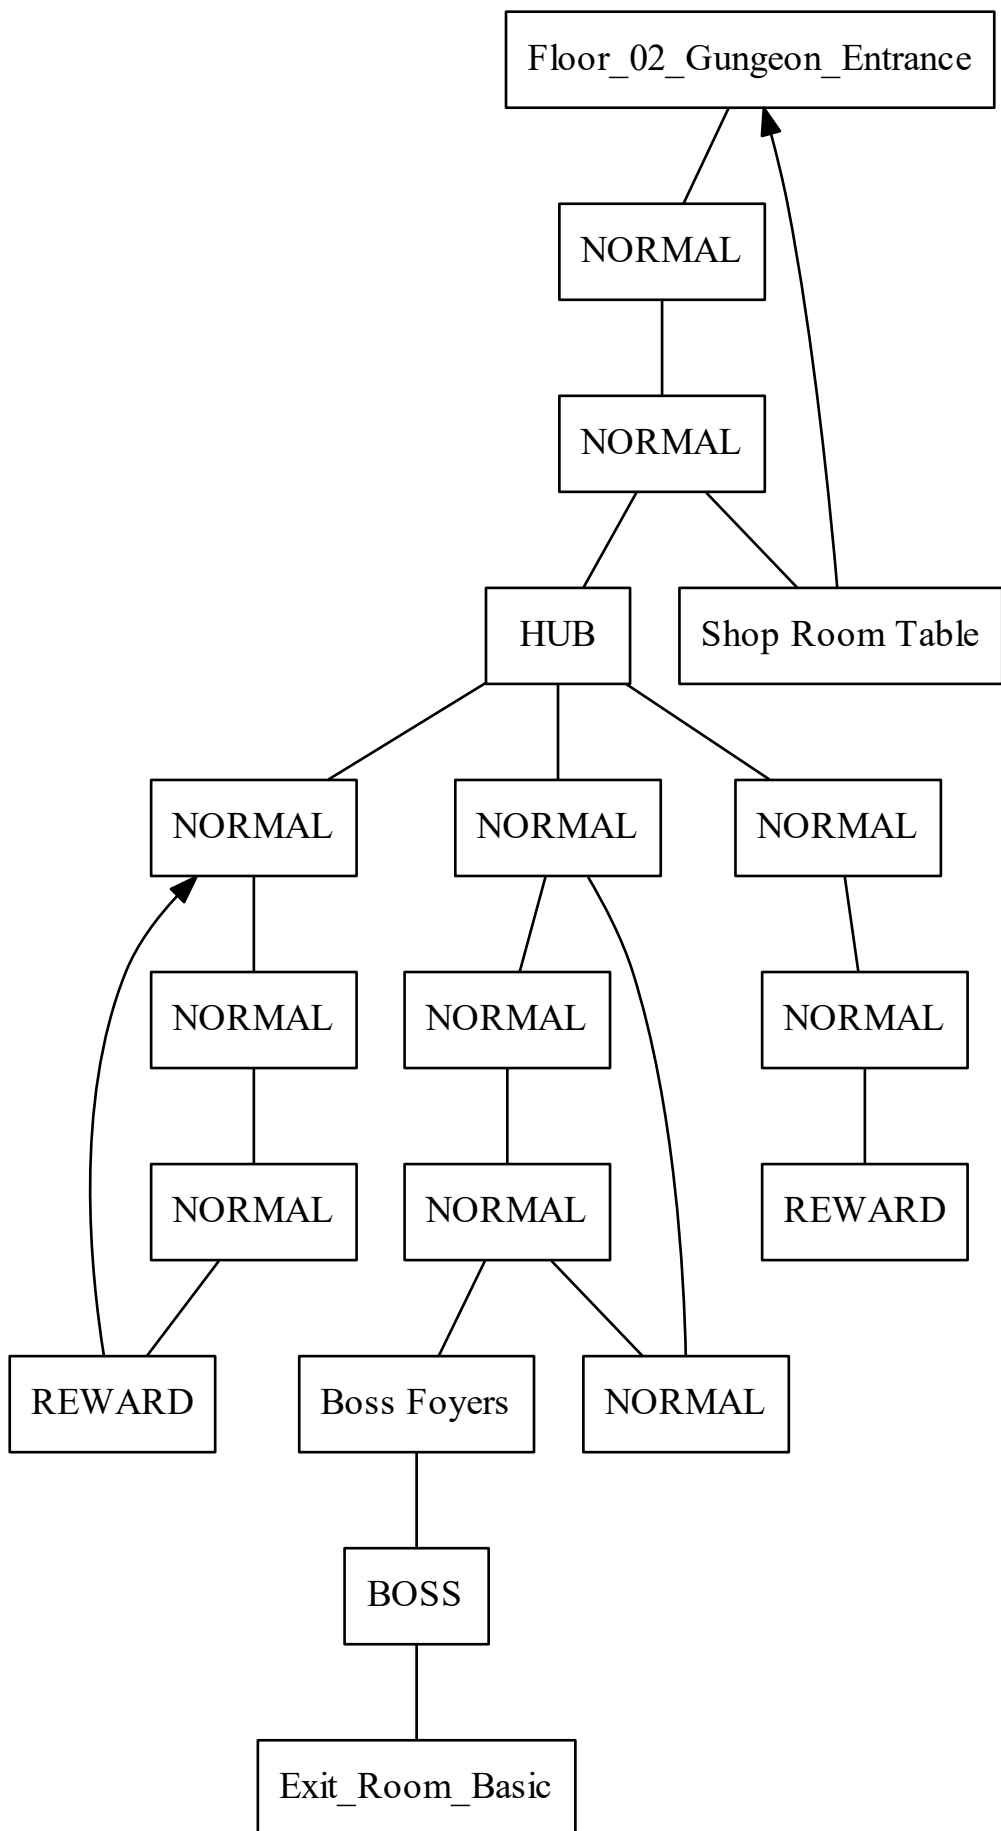 Floor_02_Gungeon_Entrance
NORMAL
NORMAL
HUB
Shop Room Table
NORMAL
NORMAL
NORMAL
NORMAL
NORMAL
NORMAL
NORMAL
NORMAL
REWARD
REWARD
Boss Foyers
NORMAL
BOSS
Exit_Room_Basic